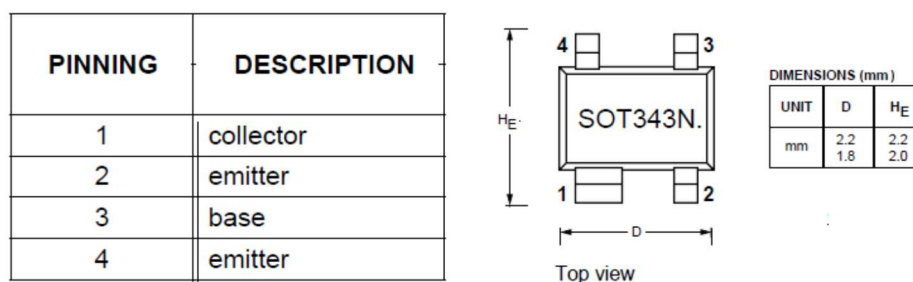 PINNING DESCRIPTION
1 collector
2 emitter
3 base
4 emitter
4 3
SOT343N.
HE
1 2
D
Top view
DIMENSIONS (mm)
UNIT D HE
mm 2.2 2.2
1.8 2.0